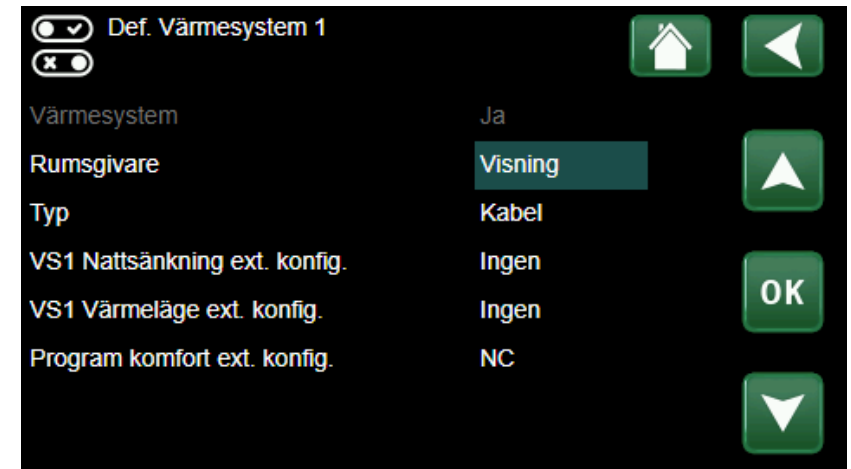 Def. Värmesystem 1
Värmesystem Ja
Rumsgivare Visning
Typ Kabel
VS1 Nattsänkning ext. konfig. Ingen
VS1 Värmeläge ext. konfig. Ingen
OK
Program komfort ext. konfig. NC